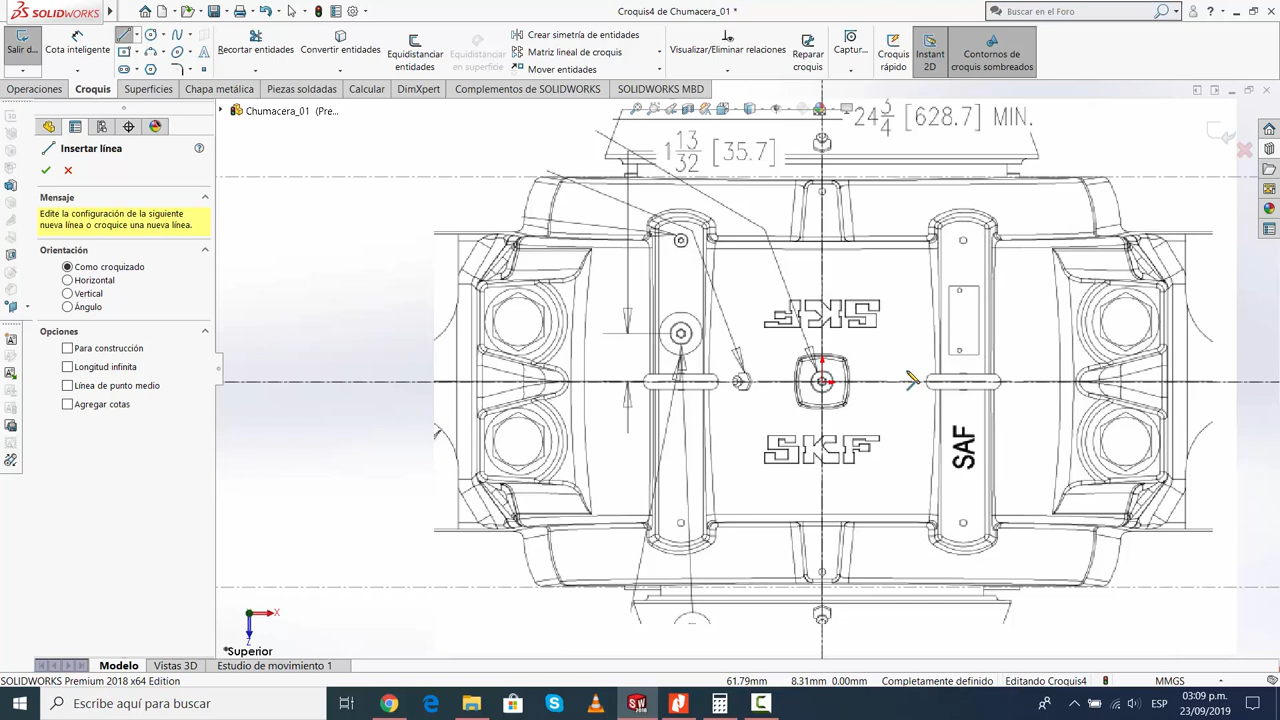 SOLIDWORKS
Croquis4 de Chumacera_01 *
Buscar en el Foro
Salir d...
Cota inteligente
Recortar entidades
Convertir entidades
Equidistanciar entidades
Equidistanciar en superficie
Crear simetría de entidades
Matriz lineal de croquis
Mover entidades
Visualizar/Eliminar relaciones
Reparar croquis
Captur...
Croquis rápido
Instant 2D
Contornos de croquis sombreados
Operaciones
Croquis
Superficies
Chapa metálica
Piezas soldadas
Calcular
DimXpert
Complementos de SOLIDWORKS
SOLIDWORKS MBD
Chumacera_01 (Pre...
Insertar línea
Mensaje
Edite la configuración de la siguiente
nueva línea o croquice una nueva línea.
Orientación
Como croquizado
Horizontal
Vertical
Ángulo
Opciones
Para construcción
Longitud infinita
Línea de punto medio
Agregar cotas
24 3/4 [628.7] MIN.
1 13/32 [35.7]
SKF
SKF
SAF
X
Z
*Superior
Modelo
Vistas 3D
Estudio de movimiento 1
SOLIDWORKS Premium 2018 x64 Edition
61.79mm
8.31mm
0.00mm
Completamente definido
Editando Croquis4
MMGS
Escribe aquí para buscar
ESP
03:09 p.m.
23/09/2019